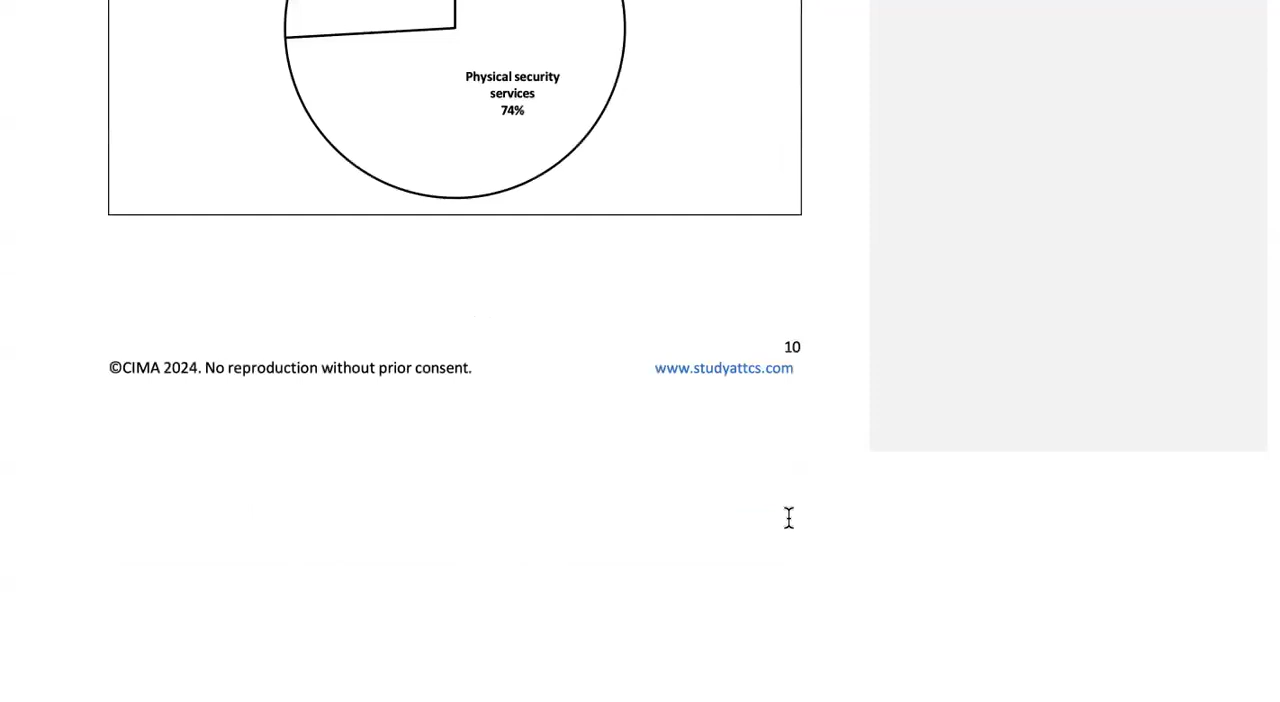 Physical security
services
74%
10
©CIMA 2024. No reproduction without prior consent.
www.studyattcs.com